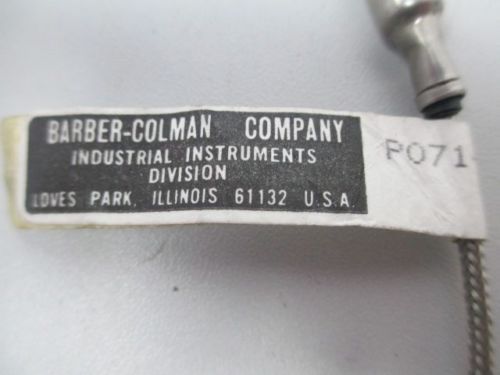 BARBER-COLMAN COMPANY
INDUSTRIAL INSTRUMENTS
DIVISION
LOVES PARK, ILLINOIS 61132 U.S.A.
P071